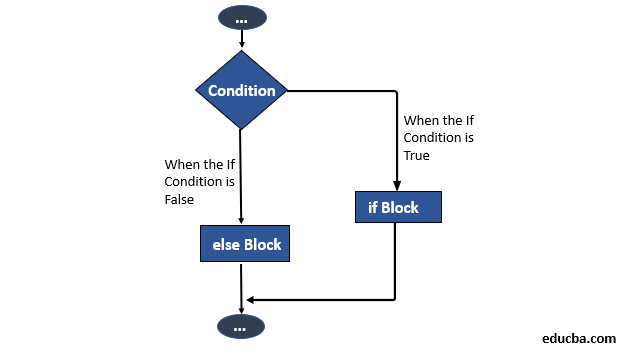 ...
Condition
When the If
Condition is
True
When the If
Condition is
False
if Block
else Block
...
educba.com